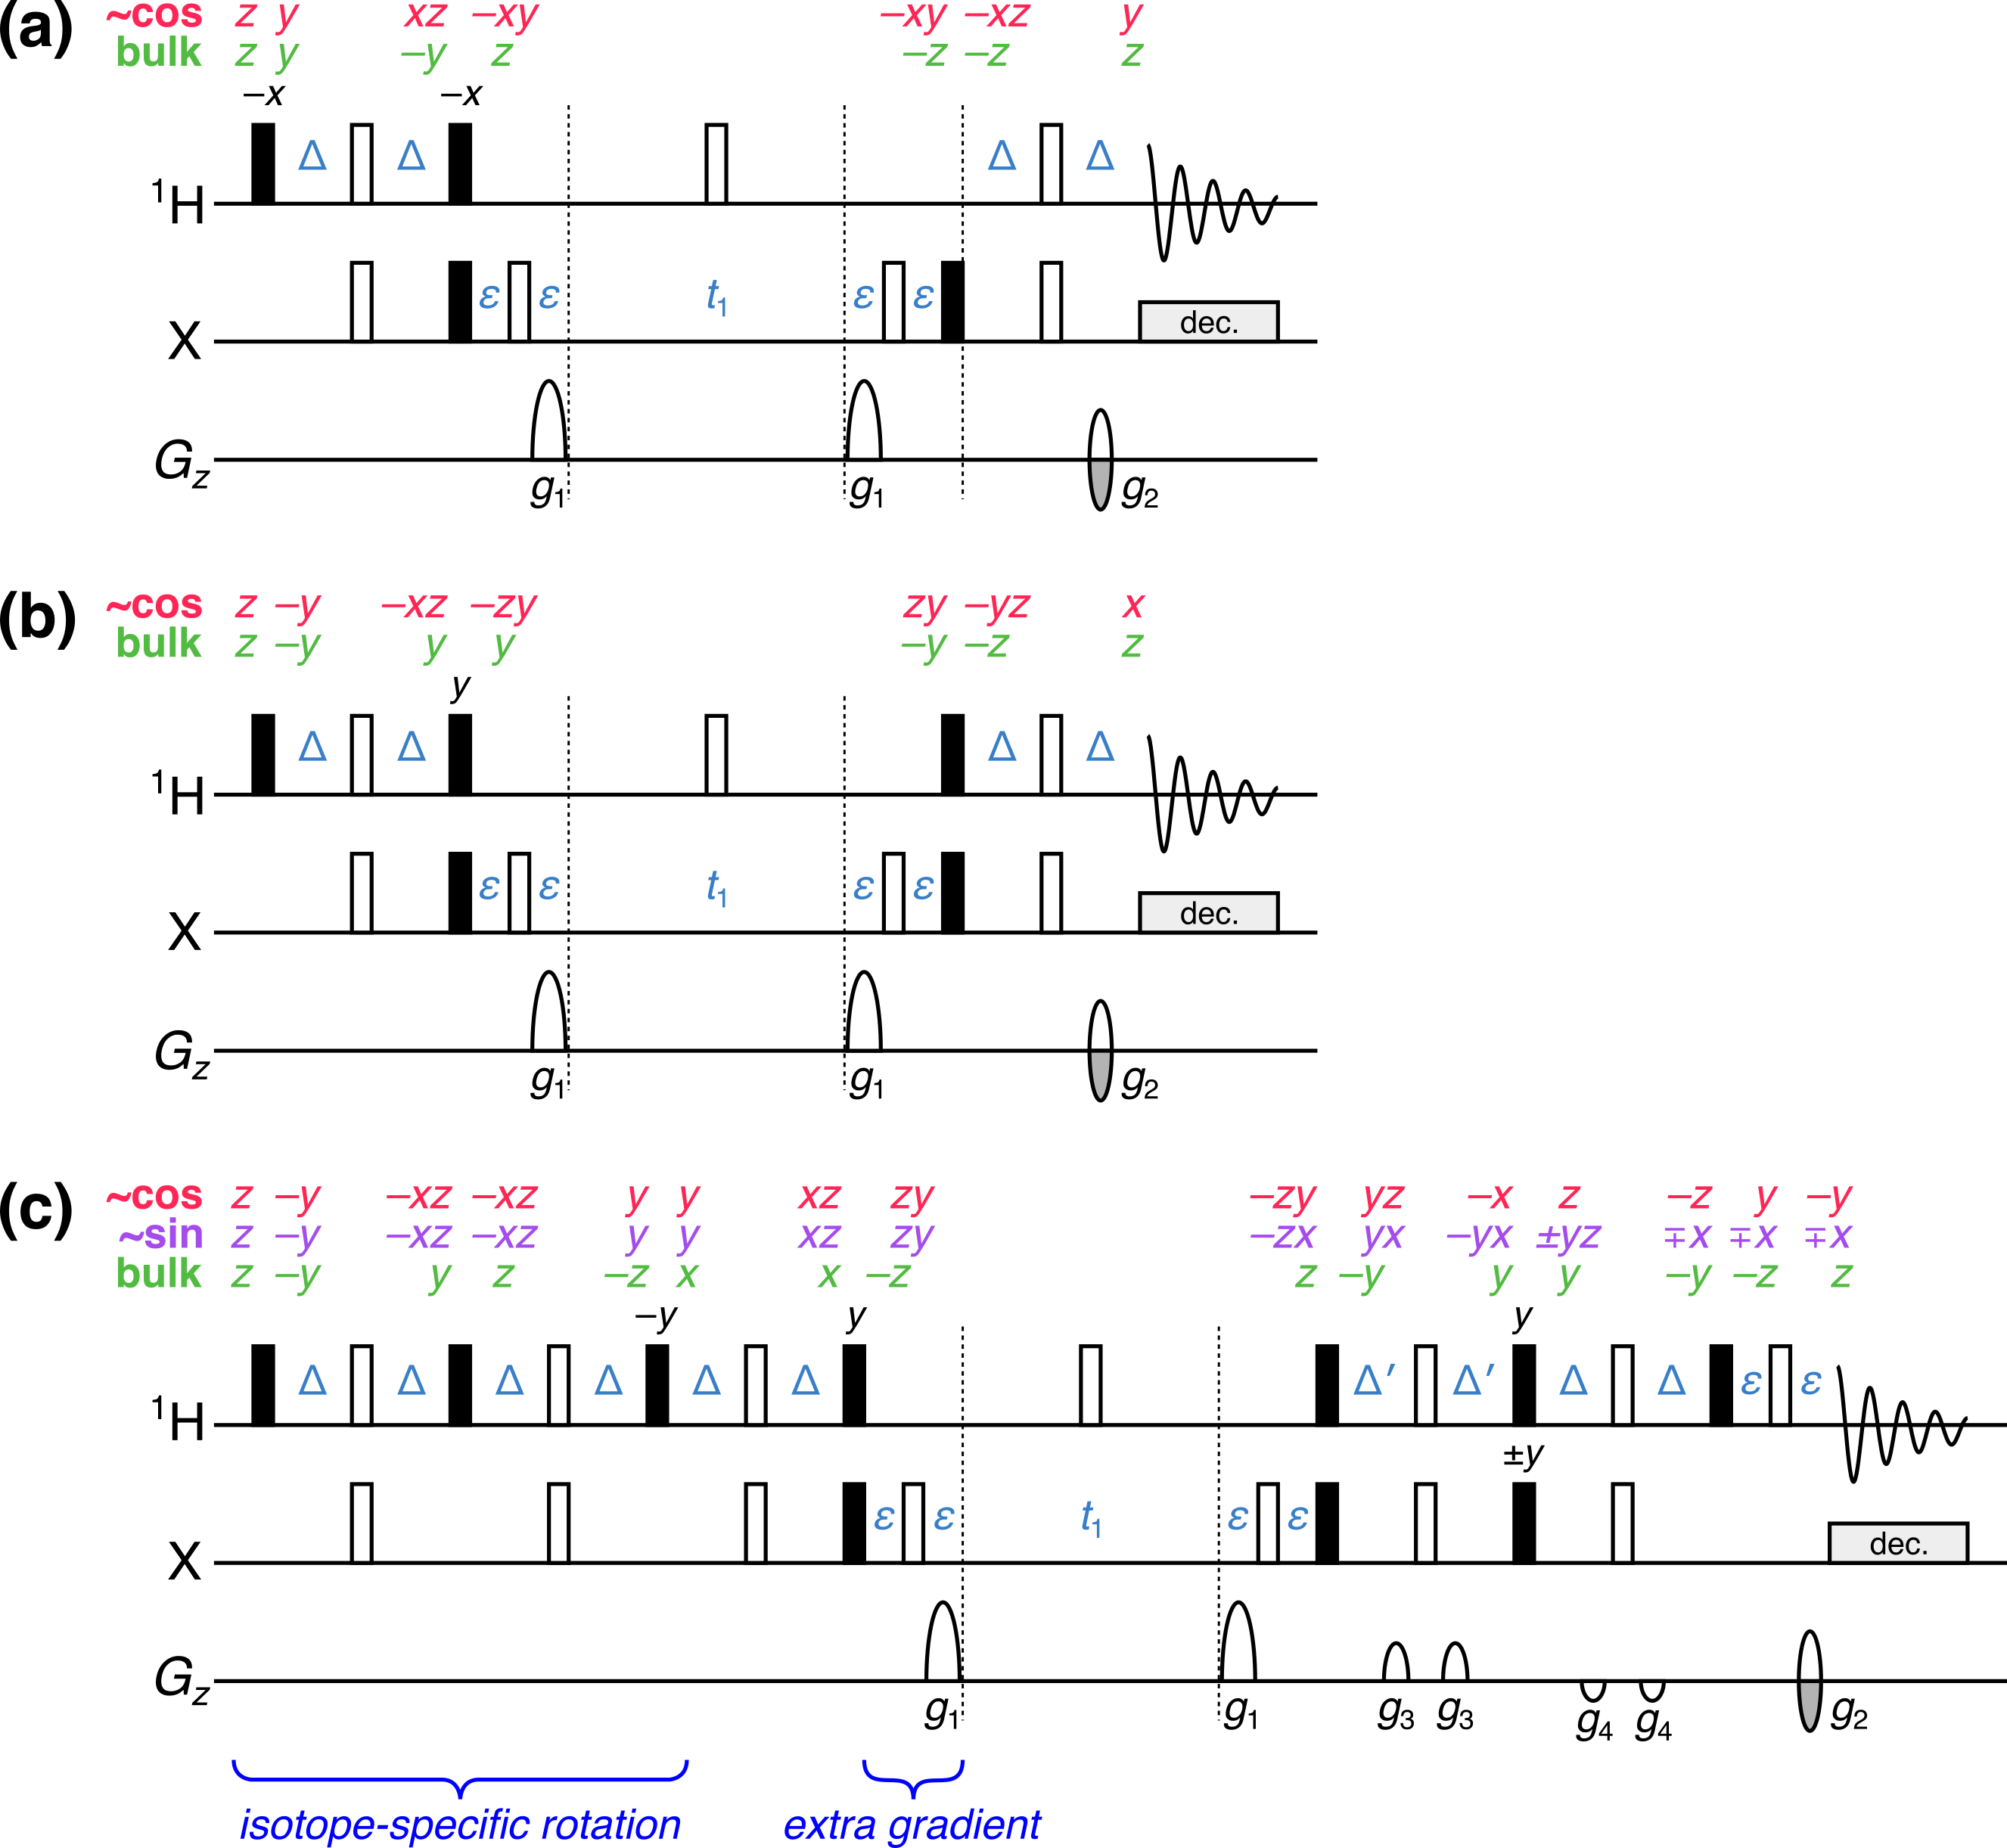 (a) ~cos z y xz −xy −xy −xz y
bulk z y −y z −z −z z
−x −x
Δ Δ Δ Δ
¹H
ε ε t₁ ε ε
X dec.
G_z
g₁ g₁ g₂
(b) ~cos z −y −xz −zy zy −yz x
bulk z −y y y −y −z z
y
Δ Δ Δ Δ
¹H
ε ε t₁ ε ε
X dec.
G_z
g₁ g₁ g₂
(c) ~cos z −y −xz −xz y y xz zy −zy yz −x z −z y −y
~sin z −y −xz −xz y y xz zy −zx yx −yx ±yz ∓x ∓x ∓x
bulk z −y y z −z x x −z z −y y y −y −z z
−y y y
Δ Δ Δ Δ Δ Δ Δ′ Δ′ Δ Δ ε ε
¹H
±y
ε ε t₁ ε ε
X dec.
G_z
g₁ g₁ g₃ g₃ g₄ g₄ g₂
isotope-specific rotation extra gradient